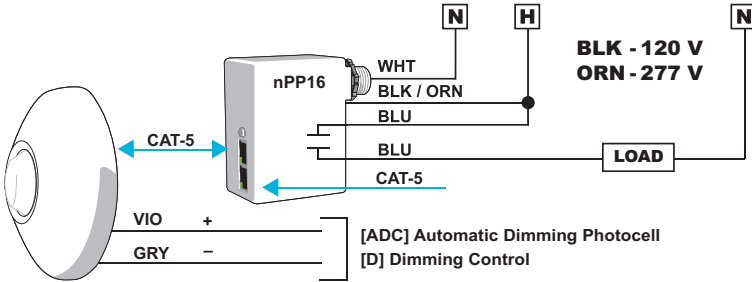 N H N
BLK - 120 V
ORN - 277 V
nPP16
WHT
BLK / ORN
BLU
BLU
LOAD
CAT-5
CAT-5
VIO +
GRY –
[ADC] Automatic Dimming Photocell
[D] Dimming Control